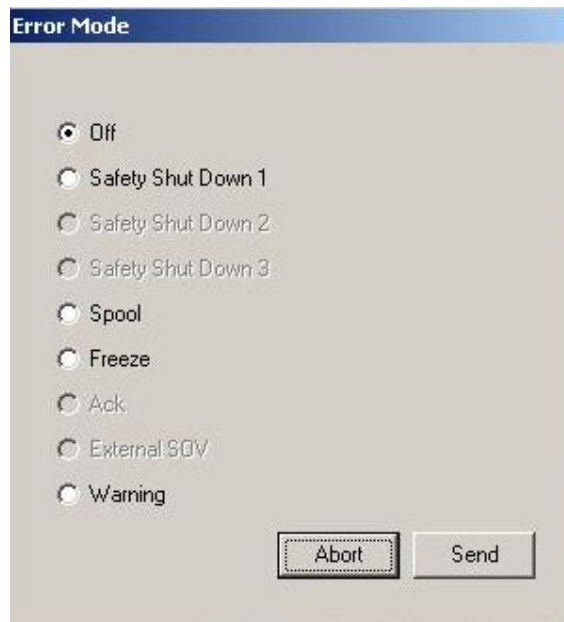 Error Mode
Off
Safety Shut Down 1
Safety Shut Down 2
Safety Shut Down 3
Spool
Freeze
Ack
External SOV
Warning
Abort Send